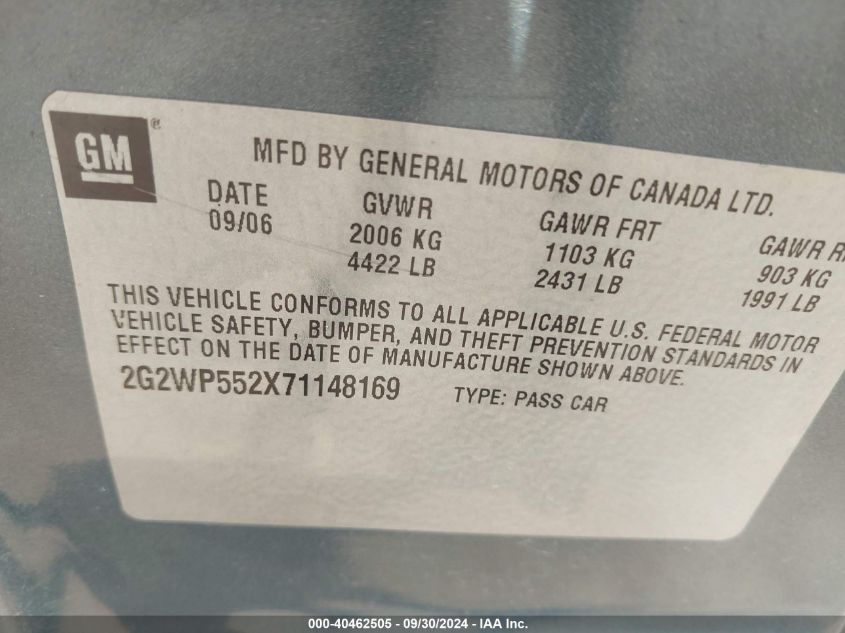 GM ®
MFD BY GENERAL MOTORS OF CANADA LTD.
DATE GVWR GAWR FRT GAWR
09/06 2006 KG 1103 KG 903 KG
4422 LB 2431 LB 1991 LB
THIS VEHICLE CONFORMS TO ALL APPLICABLE U.S. FEDERAL MOTOR
VEHICLE SAFETY, BUMPER, AND THEFT PREVENTION STANDARDS IN
EFFECT ON THE DATE OF MANUFACTURE SHOWN ABOVE.
2G2WP552X71148169 TYPE: PASS CAR
000-40462505 - 09/30/2024 - IAA Inc.